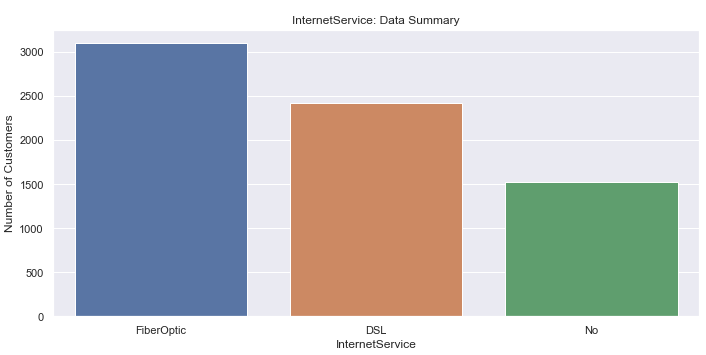 InternetService: Data Summary
Number of Customers
3000
2500
2000
1500
1000
500
0
FiberOptic
DSL
No
InternetService